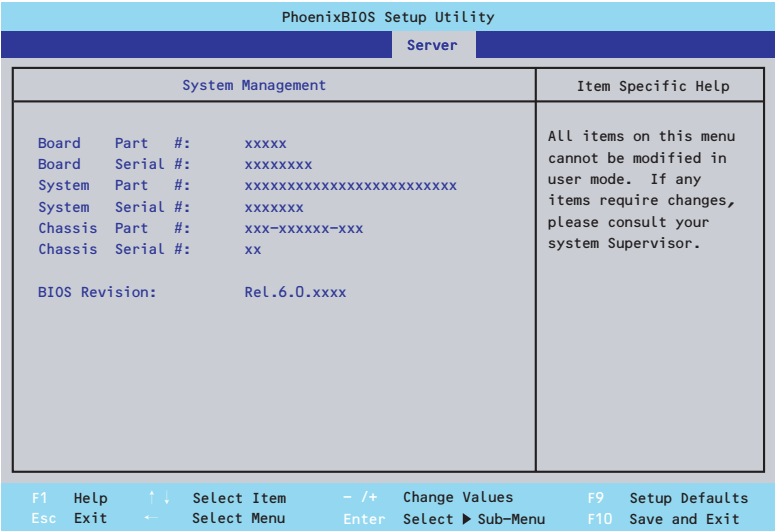 PhoenixBIOS Setup Utility
Server
System Management
Item Specific Help
Board Part #: xxxxx
Board Serial #: xxxxxxxx
System Part #: xxxxxxxxxxxxxxxxxxxxxxxxx
System Serial #: xxxxxxx
Chassis Part #: xxx-xxxxxx-xxx
Chassis Serial #: xx
BIOS Revision: Rel.6.0.xxxx
All items on this menu
cannot be modified in
user mode. If any
items require changes,
please consult your
system Supervisor.
F1 Help ↑↓ Select Item - /+ Change Values F9 Setup Defaults
Esc Exit ← Select Menu Enter Select ▶ Sub-Menu F10 Save and Exit